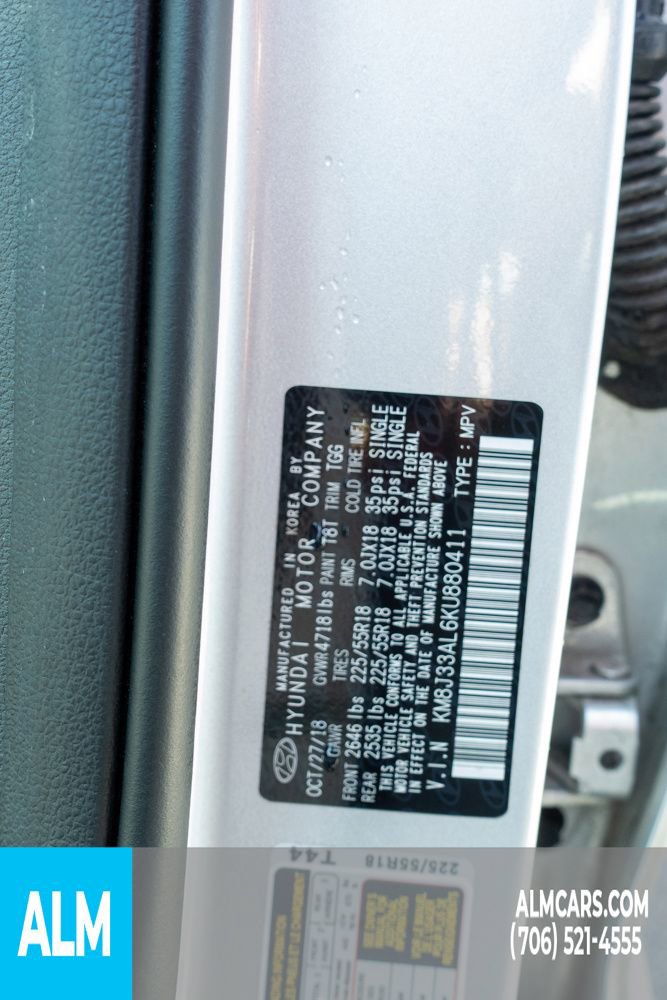 MANUFACTURED IN KOREA BY
HYUNDAI MOTOR COMPANY
OCT/27/18 GVWR 4718 lbs PAINT T8T TRIM TGG
GAWR TIRES RIMS COLD TIRE INFL
FRONT 2646 lbs 225/55R18 7.0JX18 35psi SINGLE
REAR 2535 lbs 225/55R18 7.0JX18 35psi SINGLE
THIS VEHICLE CONFORMS TO ALL APPLICABLE U.S.A. FEDERAL
MOTOR VEHICLE SAFETY AND THEFT PREVENTION STANDARDS
IN EFFECT ON THE DATE OF MANUFACTURE SHOWN ABOVE
V.I.N KM8J33AL6KU880411 TYPE : MPV
T44
225/55R18
ALM
ALMCARS.COM
(706) 521-4555